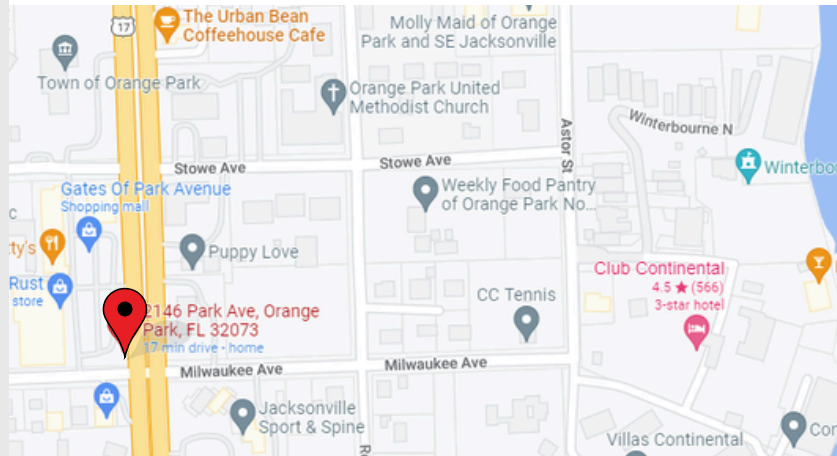 17
The Urban Bean
Coffeehouse Cafe
Molly Maid of Orange
Park and SE Jacksonville
Town of Orange Park
Orange Park United
Methodist Church
Astor St
Winterbourne N
Stowe Ave
Stowe Ave
Winterbou
Gates Of Park Avenue
Shopping mall
Weekly Food Pantry
of Orange Park No...
c
ty's
Puppy Love
Rust
store
Club Continental
4.5 ★ (566)
3-star hotel
CC Tennis
2146 Park Ave, Orange
Park, FL 32073
17 min drive - home
Milwaukee Ave
Milwaukee Ave
Jacksonville
Sport & Spine
Ro
Villas Continental
Con